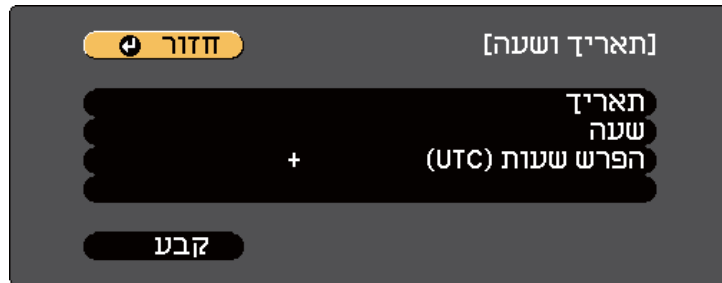 [תאריך ושעה]
חזור
תאריך
שעה
הפרש שעות (UTC) +
קבע